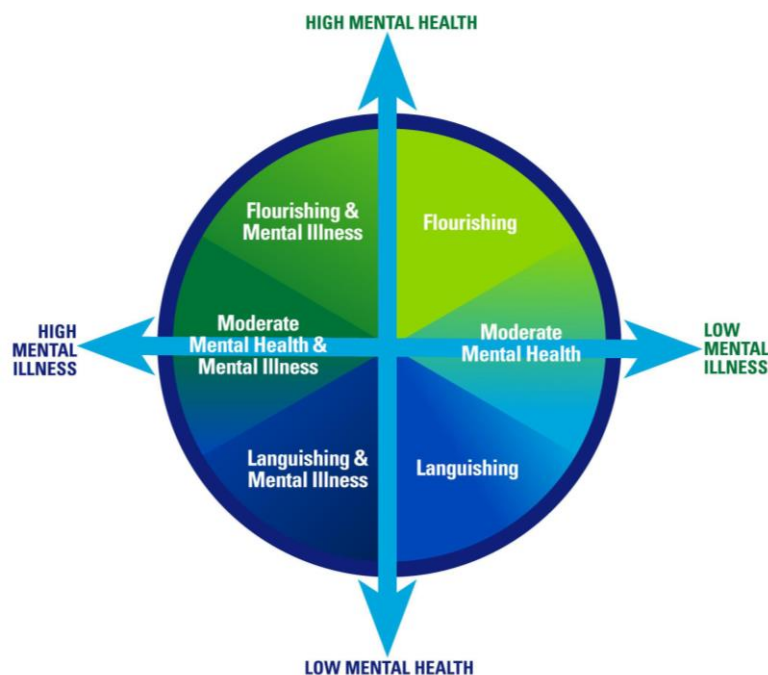 HIGH MENTAL HEALTH
Flourishing &
Mental Illness
Flourishing
HIGH
MENTAL
ILLNESS
Moderate
Mental Health &
Mental Illness
Moderate
Mental Health
LOW
MENTAL
ILLNESS
Languishing &
Mental Illness
Languishing
LOW MENTAL HEALTH